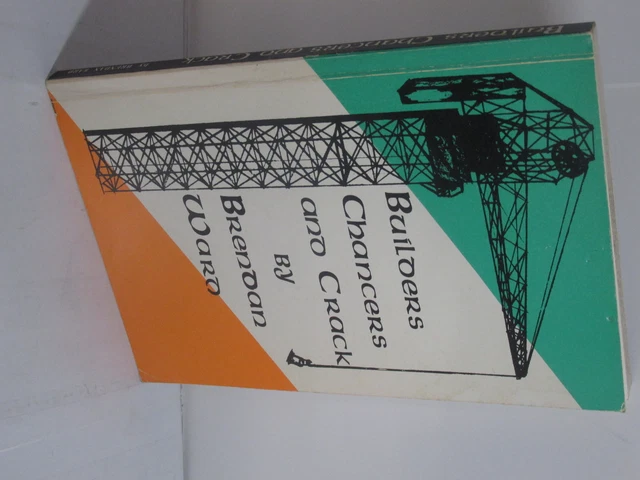 Builders Chancers and Crack
Builders
Chancers
and Crack
By
Brendan
Ward